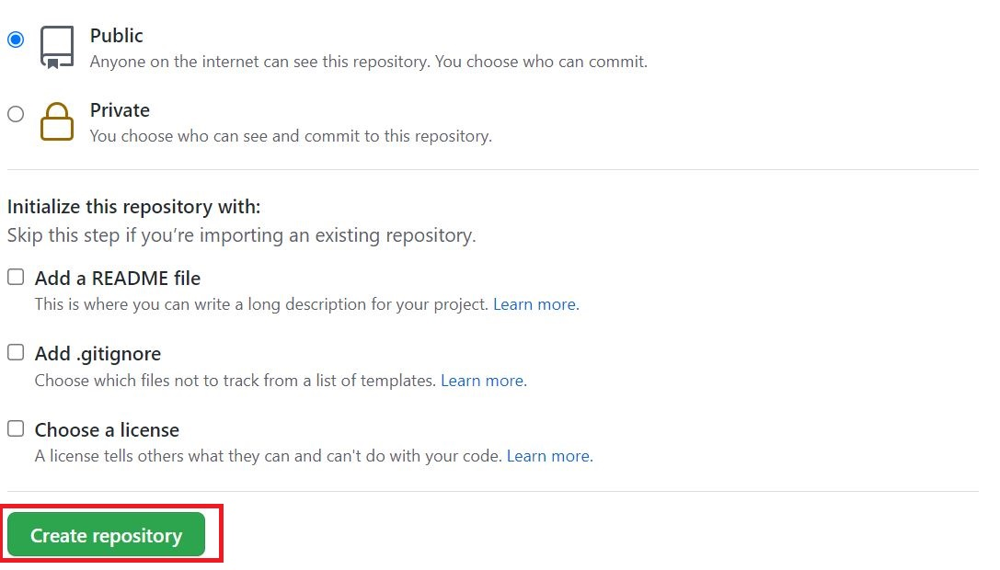 Public
Anyone on the internet can see this repository. You choose who can commit.
Private
You choose who can see and commit to this repository.
Initialize this repository with:
Skip this step if you’re importing an existing repository.
Add a README file
This is where you can write a long description for your project. Learn more.
Add .gitignore
Choose which files not to track from a list of templates. Learn more.
Choose a license
A license tells others what they can and can't do with your code. Learn more.
Create repository